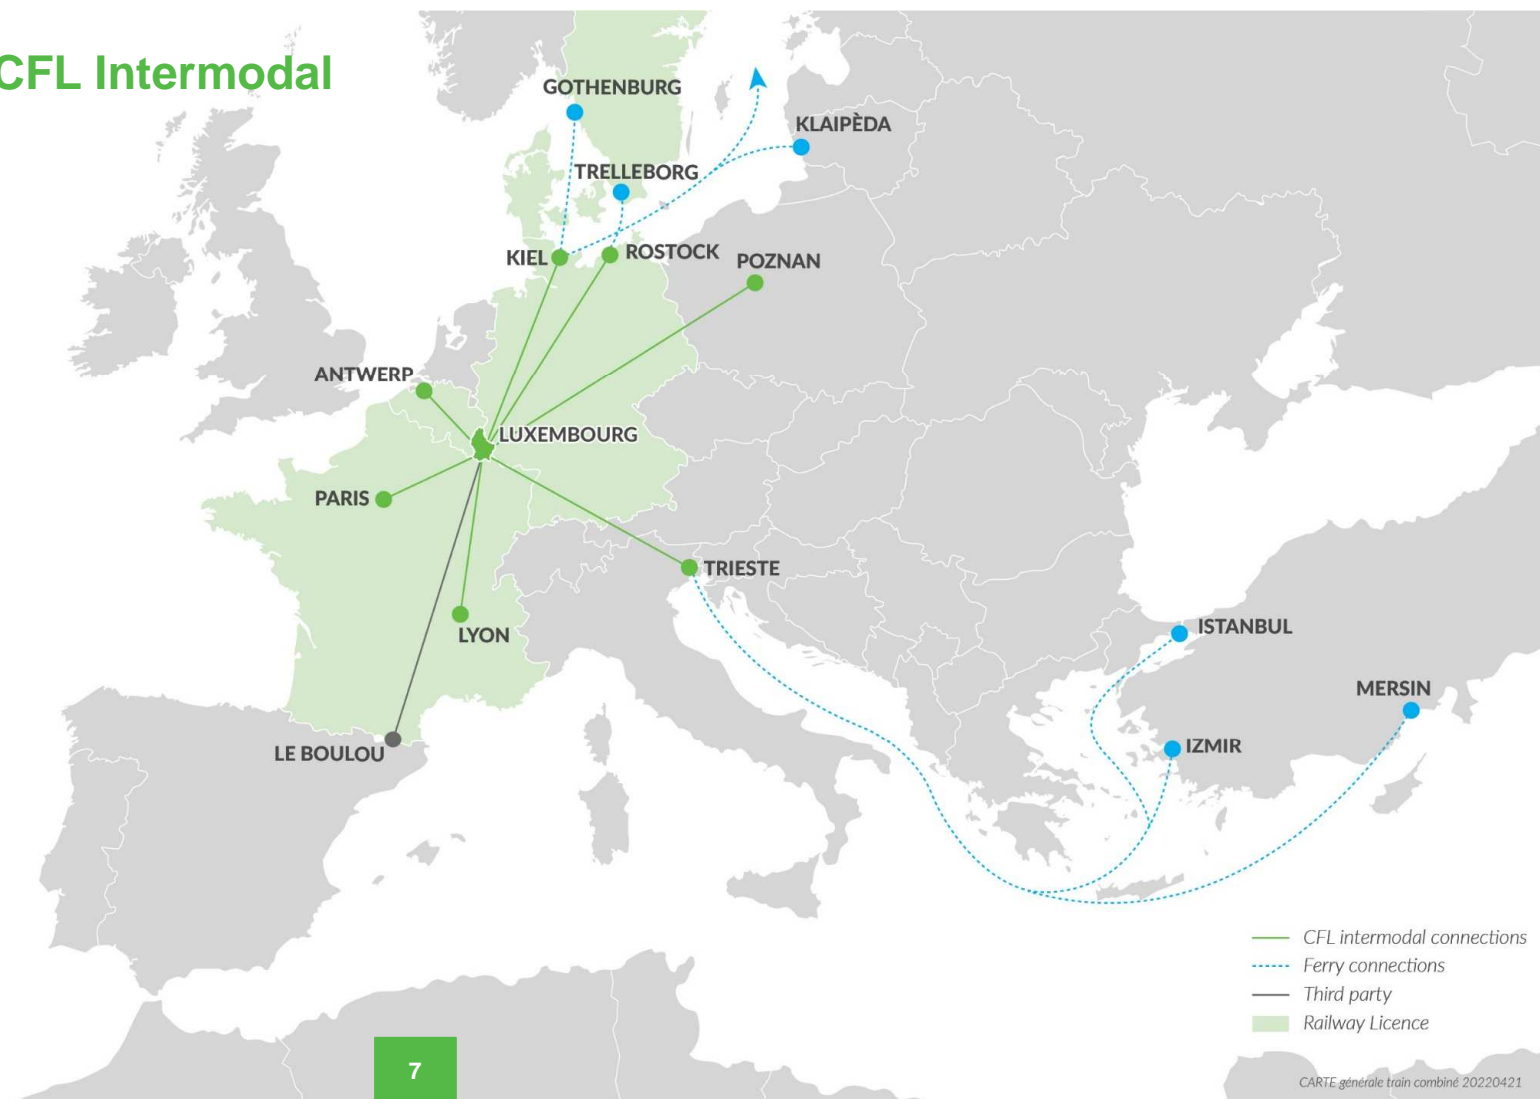 CFL Intermodal
GOTHENBURG
KLAIPÈDA
TRELLEBORG
KIEL
ROSTOCK
POZNAN
ANTWERP
LUXEMBOURG
PARIS
TRIESTE
LYON
ISTANBUL
MERSIN
LE BOULOU
IZMIR
CFL intermodal connections
Ferry connections
Third party
Railway Licence
7
CARTE générale train combiné 20220421